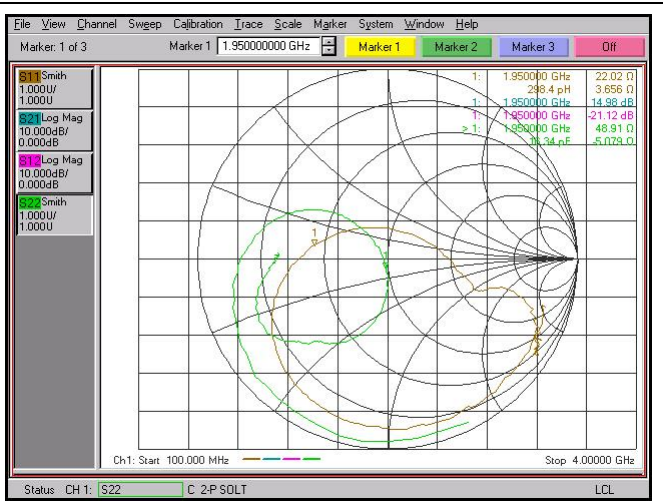 File View Channel Sweep Calibration Trace Scale Marker System Window Help
Marker: 1 of 3 Marker 1 1.950000000 GHz Marker 1 Marker 2 Marker 3 Off
S11 Smith
1.000U/
1.000U
S21 Log Mag
10.000dB/
0.000dB
S12 Log Mag
10.000dB/
0.000dB
S22 Smith
1.000U/
1.000U
1: 1.950000 GHz 22.02 Ω
298.4 pH 3.656 Ω
1: 1.950000 GHz 14.98 dB
1: 1.950000 GHz -21.12 dB
> 1: 1.950000 GHz 48.91 Ω
pF -5.079 Ω
1
Ch1: Start 100.000 MHz Stop 4.00000 GHz
Status CH 1: S22 C 2-P SOLT LCL